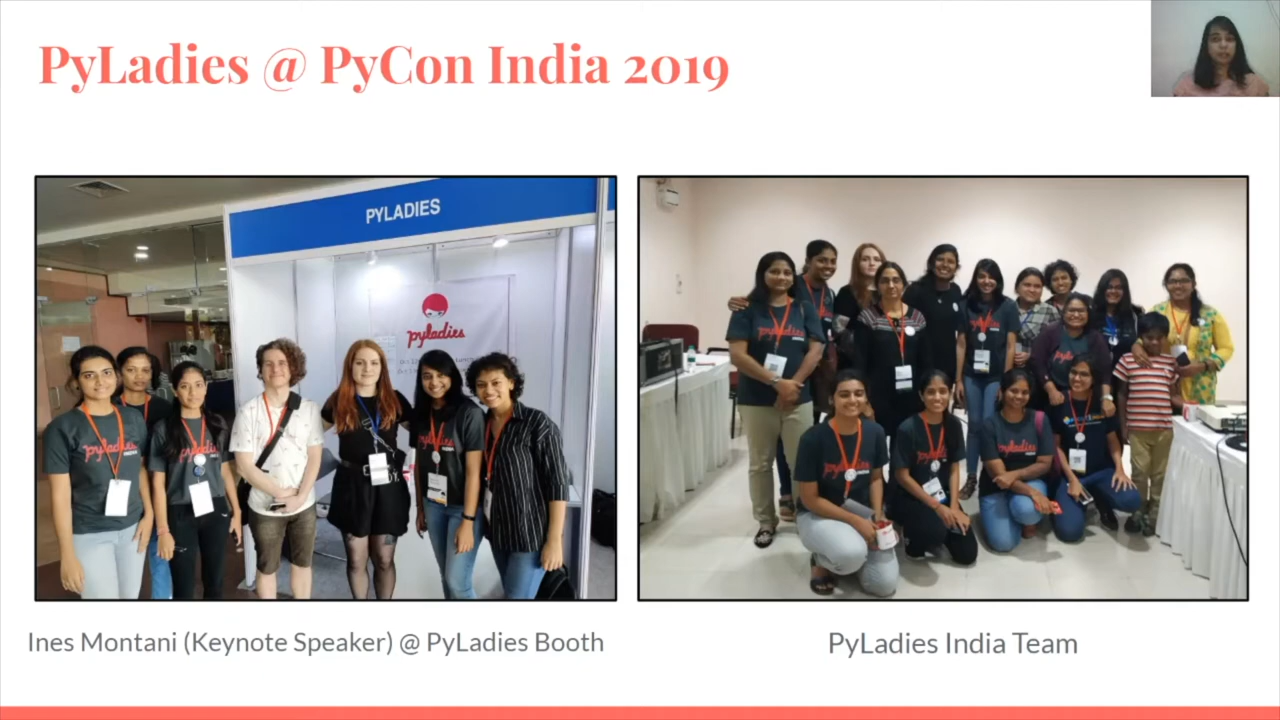 PyLadies @ PyCon India 2019
PYLADIES
pyladies
Ines Montani (Keynote Speaker) @ PyLadies Booth
PyLadies India Team